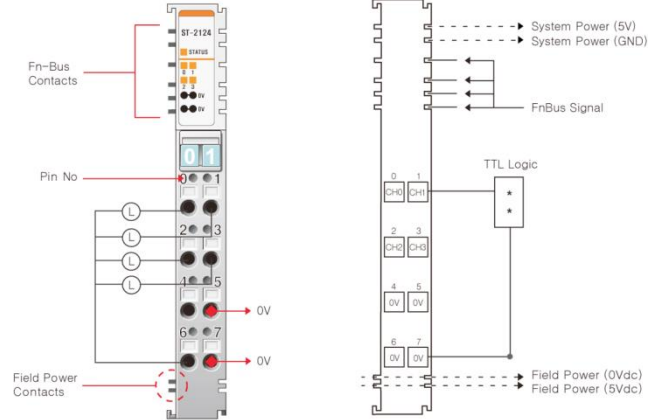 ST-2124
STATUS
0 1
2 3
0V
0V
Fn-Bus
Contacts
01
Pin No
0 1
L
2 3
L
L
4 5
L
0V
6 7
0V
Field Power
Contacts
System Power (5V)
System Power (GND)
FnBus Signal
TTL Logic
0 1
CH0 CH1
*
*
2 3
CH2 CH3
4 5
0V 0V
6 7
0V 0V
Field Power (0Vdc)
Field Power (5Vdc)